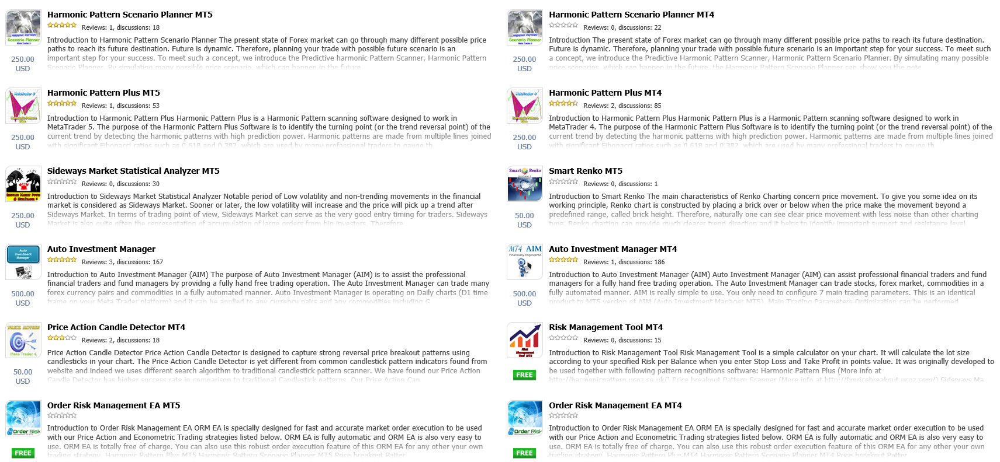 Harmonic Pattern Scenario Planner MT5
Reviews: 1, discussions: 18
Introduction to Harmonic Pattern Scenario Planner The present state of Forex market can go through many different possible price
paths to reach its future destination. Future is dynamic. Therefore, planning your trade with possible future scenario is an
important step for your success. To meet such a concept, we introduce the Predictive harmonic Pattern Scanner, Harmonic Pattern
Scenario Planner. By simulating many possible price scenario, which can happen in the future
250.00
USD
Harmonic Pattern Scenario Planner MT4
Reviews: 0, discussions: 22
Introduction The present state of Forex market can go through many different possible price paths to reach its future destination.
Future is dynamic. Therefore, planning your trade with possible future scenario is an important step for your success. To meet such
a concept, we introduce the Predictive Harmonic Pattern Scanner, Harmonic Pattern Scenario Planner. By simulating many possible
price scenarios, which can happen in the future, the Harmonic Pattern Scenario Planner can show you the pote
250.00
USD
Harmonic Pattern Plus MT5
Reviews: 1, discussions: 53
Introduction to Harmonic Pattern Plus Harmonic Pattern Plus is a Harmonic Pattern scanning software designed to work in
MetaTrader 5. The purpose of the Harmonic Pattern Plus Software is to identify the turning point (or the trend reversal point) of the
current trend by detecting the harmonic patterns with high prediction power. Harmonic patterns are made from multiple lines joined
with significant Fibonacci ratios such as 0.618 and 0.382, which are used by many professional traders to gauge th
250.00
USD
Harmonic Pattern Plus MT4
Reviews: 2, discussions: 85
Introduction to Harmonic Pattern Plus Harmonic Pattern Plus is a Harmonic Pattern scanning software designed to work in
MetaTrader 4. The purpose of the Harmonic Pattern Plus Software is to identify the turning point (or the trend reversal point) of the
current trend by detecting the harmonic patterns with high prediction power. Harmonic patterns are made from multiple lines joined
with significant Fibonacci ratios such as 0.618 and 0.382, which are used by many professional traders to gauge th
250.00
USD
Sideways Market Statistical Analyzer MT5
Reviews: 0, discussions: 30
Introduction to Sideways Market Statistical Analyzer Notable period of Low volatility and non-trending movements in the financial
market is considered as Sideways Market. Sooner or later, the low volatility will increase and the price will pick up a trend after
Sideways Market. In terms of trading point of view, Sideways Market can serve as the very good entry timing for traders. Sideways
Market is also quite often the representation of accumulation of large orders from big investors. Therefore
250.00
USD
Smart Renko
Smart Renko MT5
Reviews: 0, discussions: 1
Introduction to Smart Renko The main characteristics of Renko Charting concern price movement. To give you some idea on its
working principle, Renko chart is constructed by placing a brick over or below when the price make the movement beyond a
predefined range, called brick height. Therefore, naturally one can see clear price movement with less noise than other charting
type. Renko charting can provide much clearer trend direction and it helps to identify important support and resistance level
50.00
USD
Auto
Investment
Manager
Auto Investment Manager
Reviews: 3, discussions: 167
Introduction to Auto Investment Manager (AIM) The purpose of Auto Investment Manager (AIM) is to assist the professional
financial traders and fund managers by providng a fully hand free trading operation. The Auto Investment Manager can trade many
forex currency pairs and commodities in a fully automated manner. Auto Investment Manager is operating on Daily charts (D1 time
frame on your Meta Trader platform) and it can be applied to any currency pairs and any commodities including G
500.00
USD
MT4 AIM
Financially Engineered
Auto Investment Manager MT4
Reviews: 1, discussions: 186
Introduction to Auto Investment Manager (AIM) Auto Investment Manager (AIM) can assist professional financial traders and fund
managers for a fully hand free trading operation. The Auto Investment Manager can trade stocks, forex market, commodities in a
fully automated manner. AIM is really simple to use. You only need to configure 7 main trading parameters. This is an identical
product to MT5 version of AIM (Auto Investment Manager MT5). Main Trading Parameters Optimization can be performed
500.00
USD
PRICE ACTION
Meta Trader 4
Price Action Candle Detector MT4
Reviews: 2, discussions: 18
Price Action Candle Detector Price Action Candle Detector is designed to capture strong reversal price breakout patterns using
candlesticks in your chart. The Price Action Candle Detector is yet different from common candlestick pattern indicators found from
website and indeed we uses different search algorithm to traditional candlestick pattern scanner. We have found our Price Action
Candle Detector has higher success rate in comparison to traditional Candlestick patterns. Our Price Action Can
50.00
USD
Risk
Management
Tool MT4
Risk Management Tool MT4
Reviews: 0, discussions: 15
Introduction to Risk Management Tool Risk Management Tool is a simple calculator on your chart. It will calculate the lot size
according to your specified Risk per Balance when you enter Stop Loss and Take Profit in points value. It was originally developed to
be used together with following pattern recognitions software: Harmonic Pattern Plus (More info at
http://harmonicpattern.ucoz.co.uk/) Price breakout Pattern Scanner (More info at http://fxpricebreakout.ucoz.com/) Sideways Ma
FREE
Order Risk
Order Risk Management EA MT5
Introduction to Order Risk Management EA ORM EA is specially designed for fast and accurate market order execution to be used
with our Price Action and Econometric Trading strategies listed below. ORM EA is fully automatic and ORM EA is also very easy to
use. ORM EA is totally free of charge. You can also use this robust order execution feature of this ORM EA for any other your own
trading strategy. Harmonic Pattern Plus MT5 Harmonic Pattern Scenario Planner MT5 Price breakout Patter
FREE
Order Risk
Order Risk Management EA MT4
Introduction to Order Risk Management EA ORM EA is specially designed for fast and accurate market order execution to be used
with our Price Action and Econometric Trading strategies listed below. ORM EA is fully automatic and ORM EA is also very easy to
use. ORM EA is totally free of charge. You can also use this robust order execution feature of this ORM EA for any other your own
trading strategy. Harmonic Pattern Plus MT4 Harmonic Pattern Scenario Planner MT4 Price breakout Patter
FREE